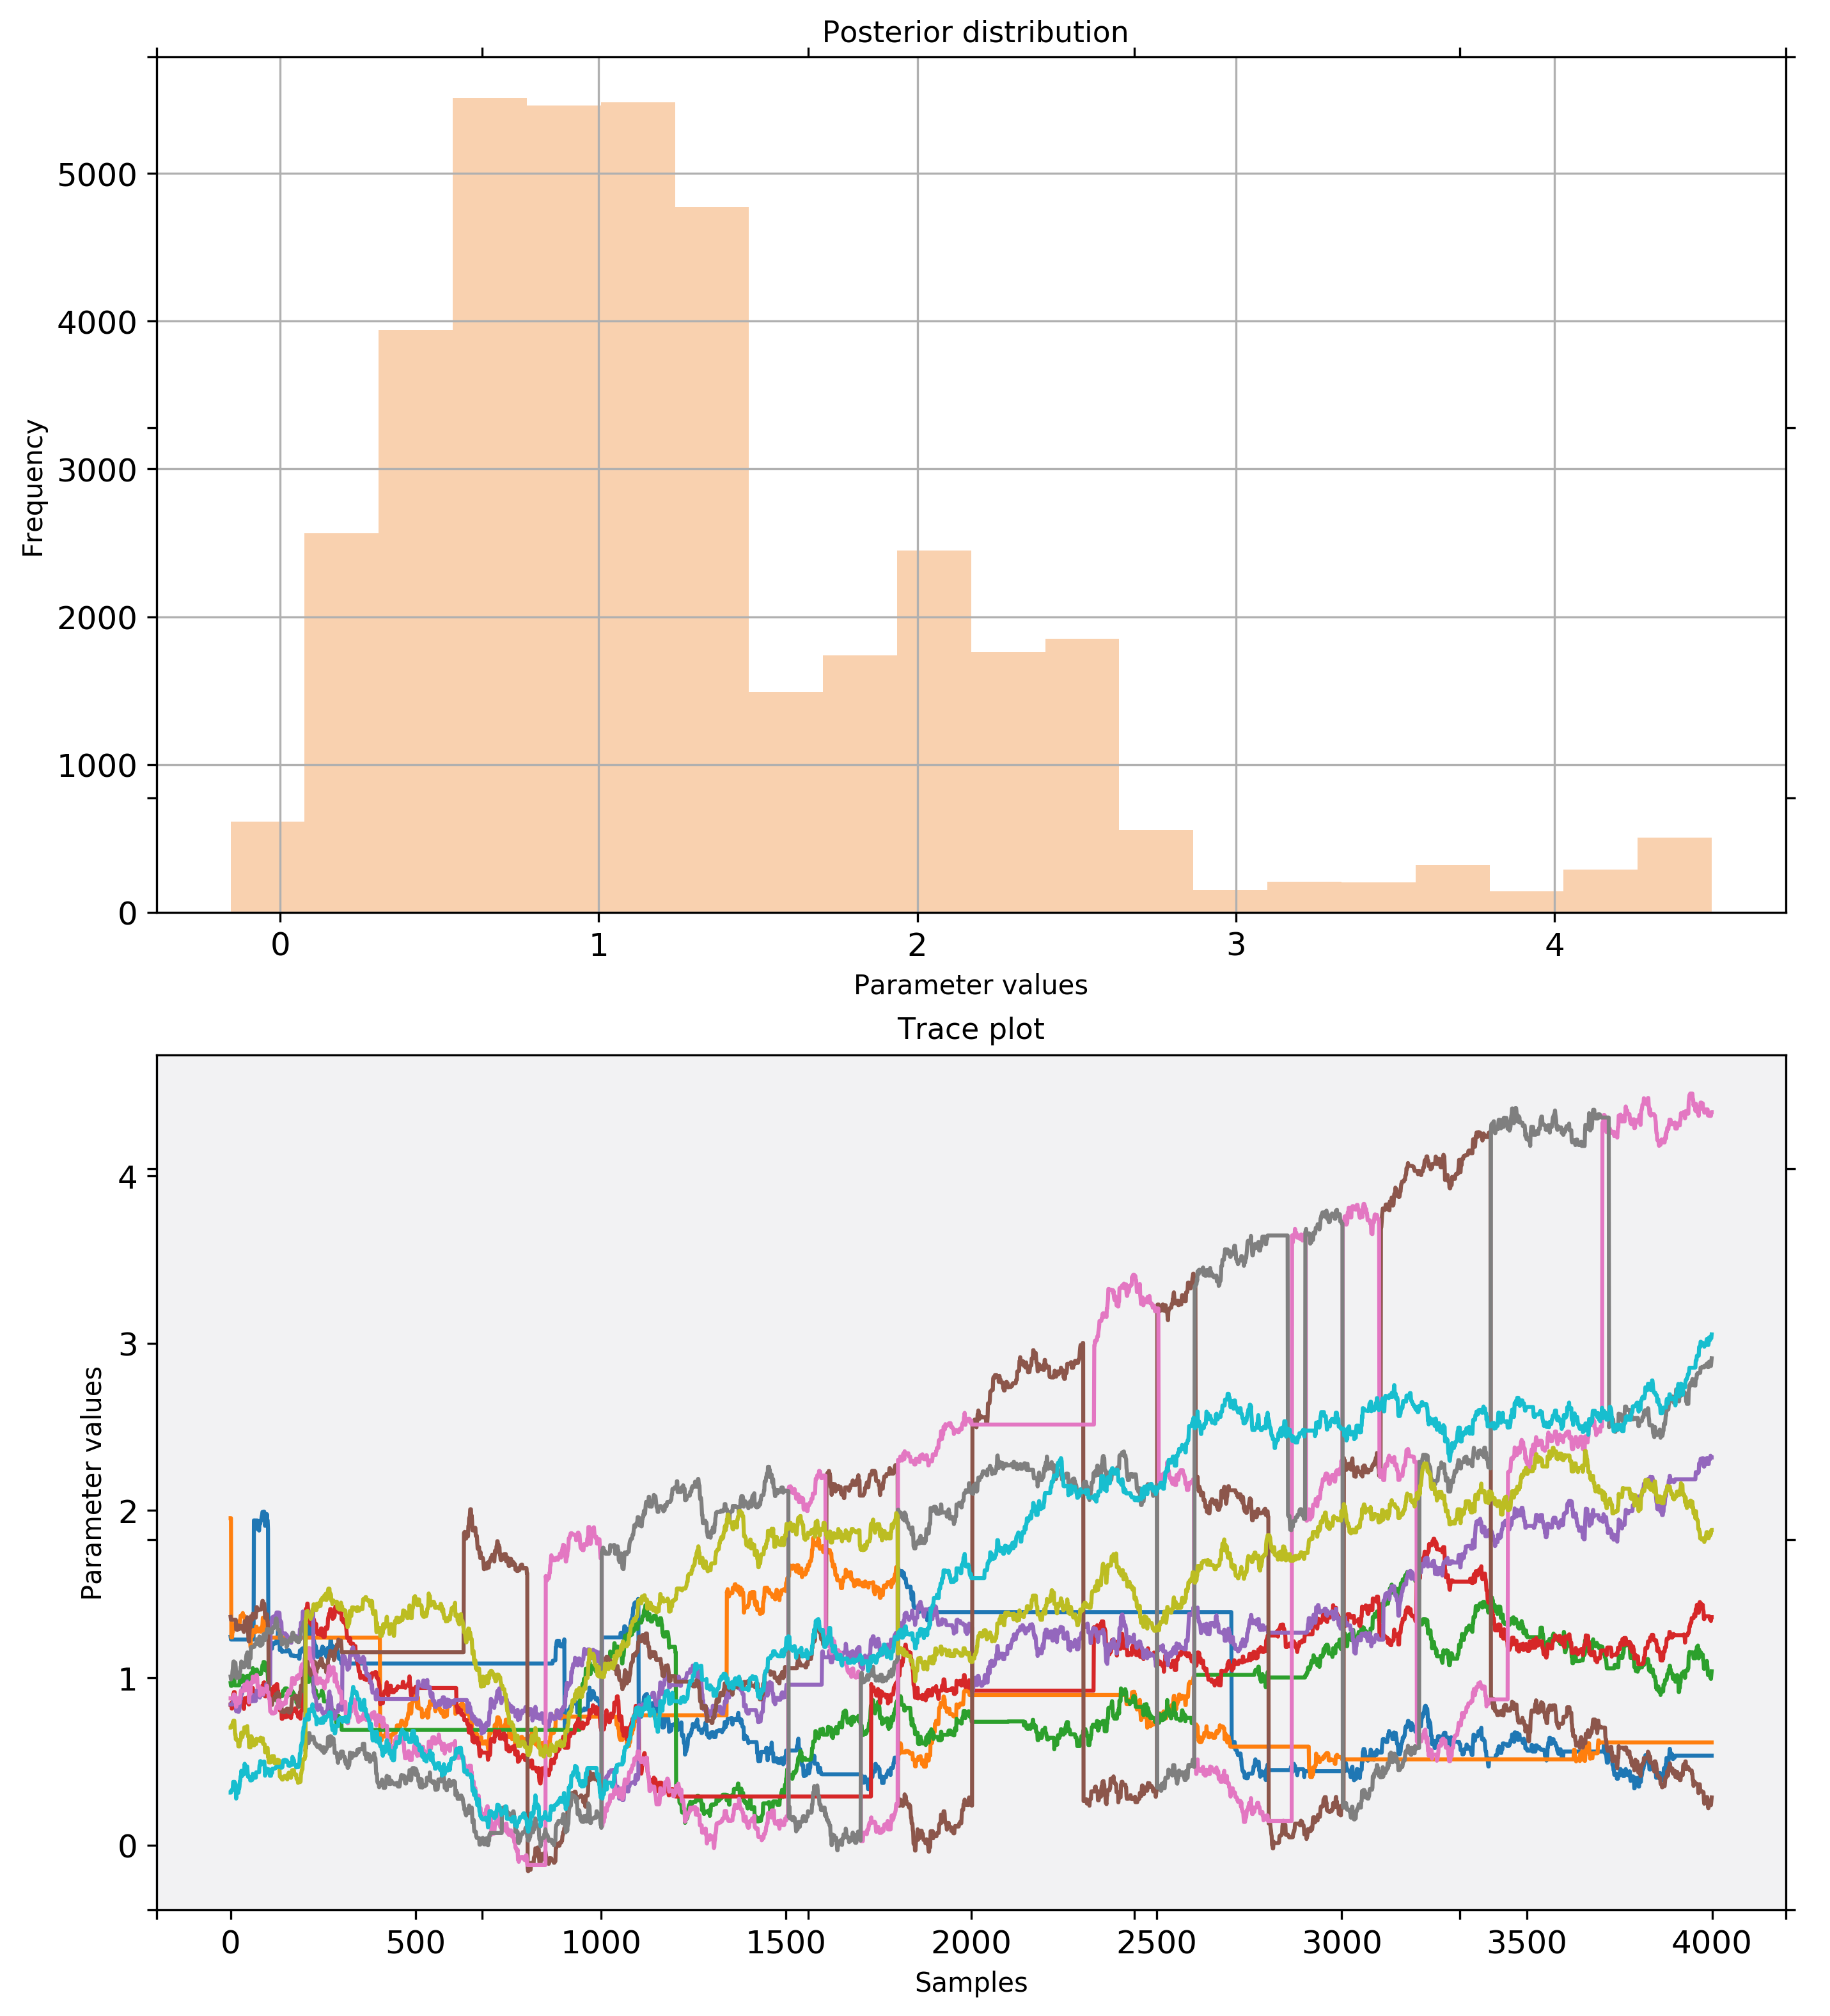 Posterior distribution
5000
4000
3000
2000
1000
0
Frequency
0 1 2 3 4
Parameter values
Trace plot
4
3
2
1
0
Parameter values
0 500 1000 1500 2000 2500 3000 3500 4000
Samples